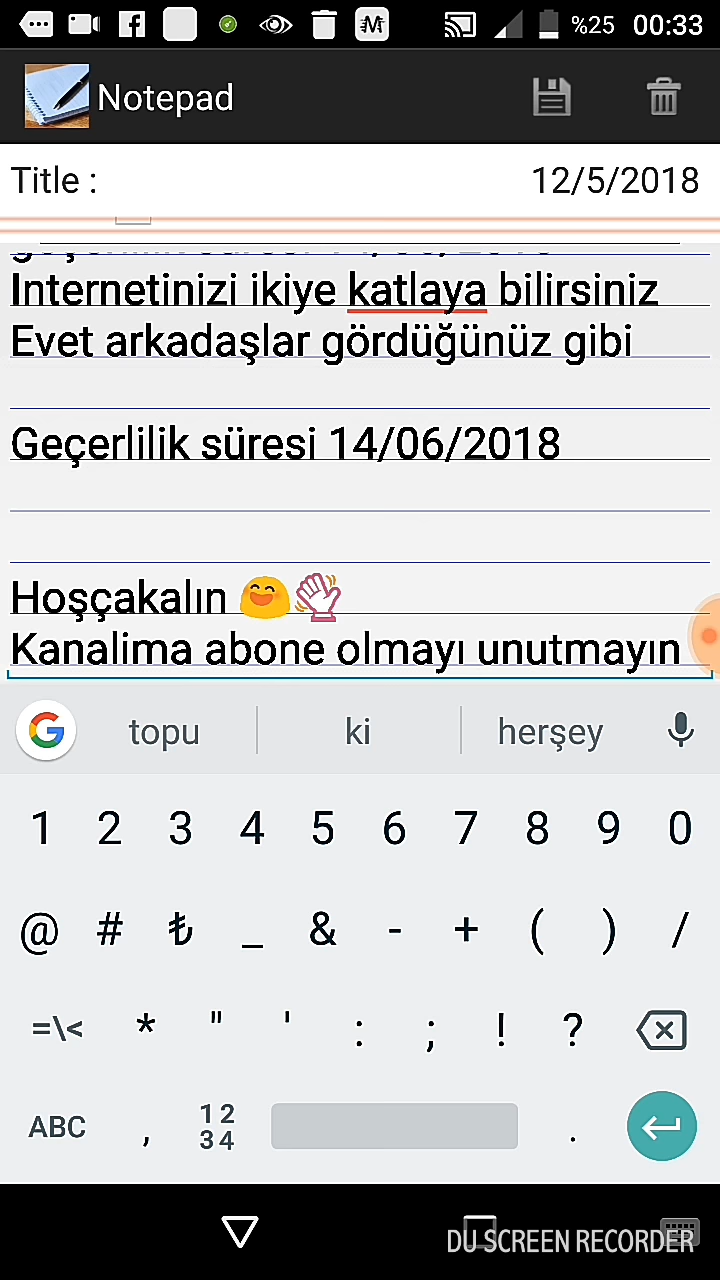 %25 00:33
Notepad
Title : 12/5/2018
Internetinizi ikiye katlaya bilirsiniz
Evet arkadaşlar gördüğünüz gibi
Geçerlilik süresi 14/06/2018
Hoşçakalın 😄👋
Kanalima abone olmayı unutmayın
topu ki herşey
1 2 3 4 5 6 7 8 9 0
@ # ₺ _ & - + ( ) /
=\< * " ' : ; ! ?
ABC , 12 34 .
DU SCREEN RECORDER